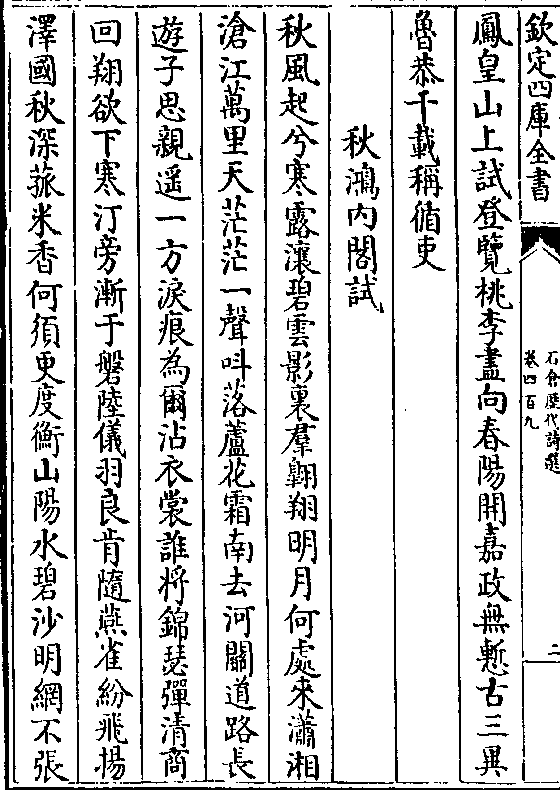 欽定四庫全書
石倉歷代詩選
卷四百九
二
鳳皇山上試登覽桃李盡向春陽開嘉政無慙古三異
魯恭千載稱循吏
秋鴻内閣試
秋風起兮寒露瀼碧雲影裏羣翺翔明月何處來瀟湘
滄江萬里天茫茫一聲呌落蘆花霜南去河關道路長
遊子思親遥一方淚痕為爾沾衣裳誰将錦瑟彈清商
回翔欲下寒汀旁漸于磐陸儀羽良肯隨燕雀紛飛揚
澤國秋深菰米香何須更度衡山陽水碧沙明網不張